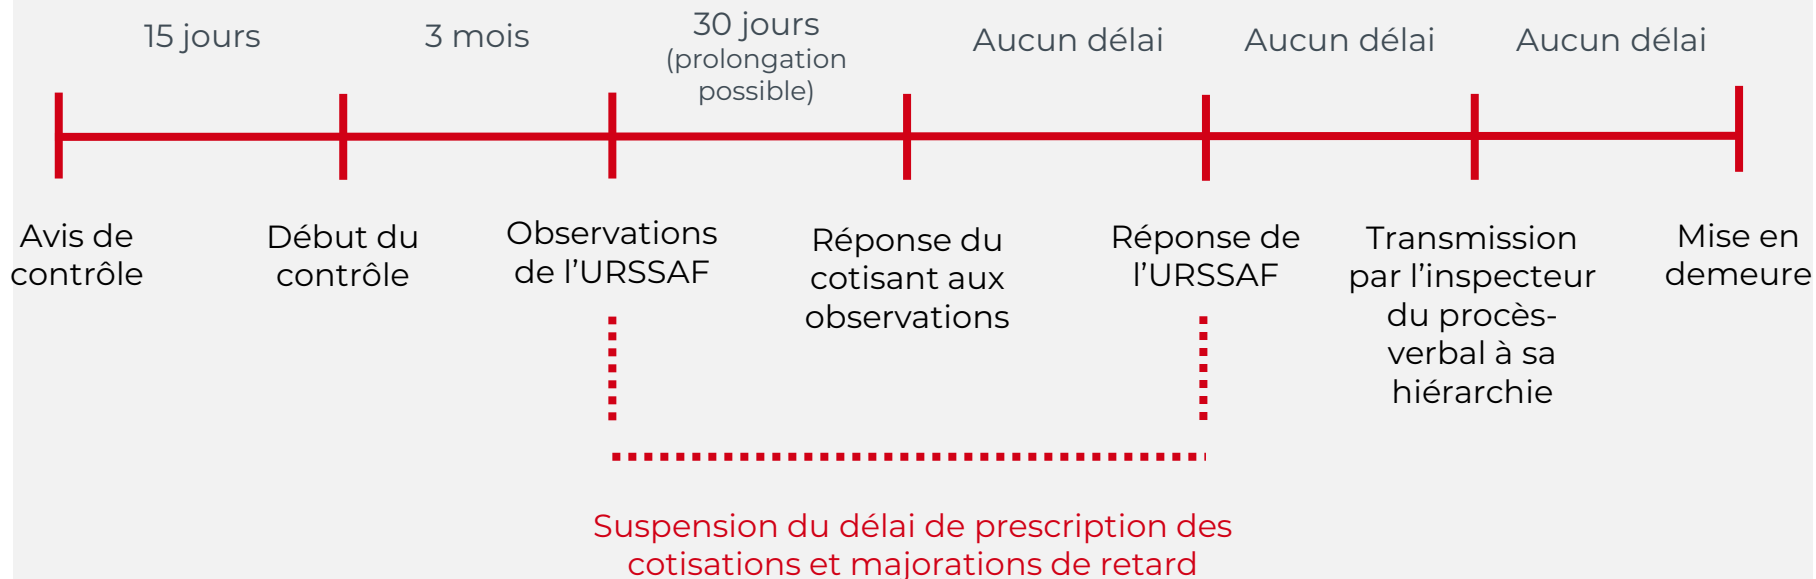 15 jours
3 mois
30 jours
(prolongation
possible)
Aucun délai
Aucun délai
Aucun délai
Avis de
contrôle
Début du
contrôle
Observations
de l’URSSAF
Réponse du
cotisant aux
observations
Réponse de
l’URSSAF
Transmission
par l’inspecteur
du procès-
verbal à sa
hiérarchie
Mise en
demeure
Suspension du délai de prescription des
cotisations et majorations de retard